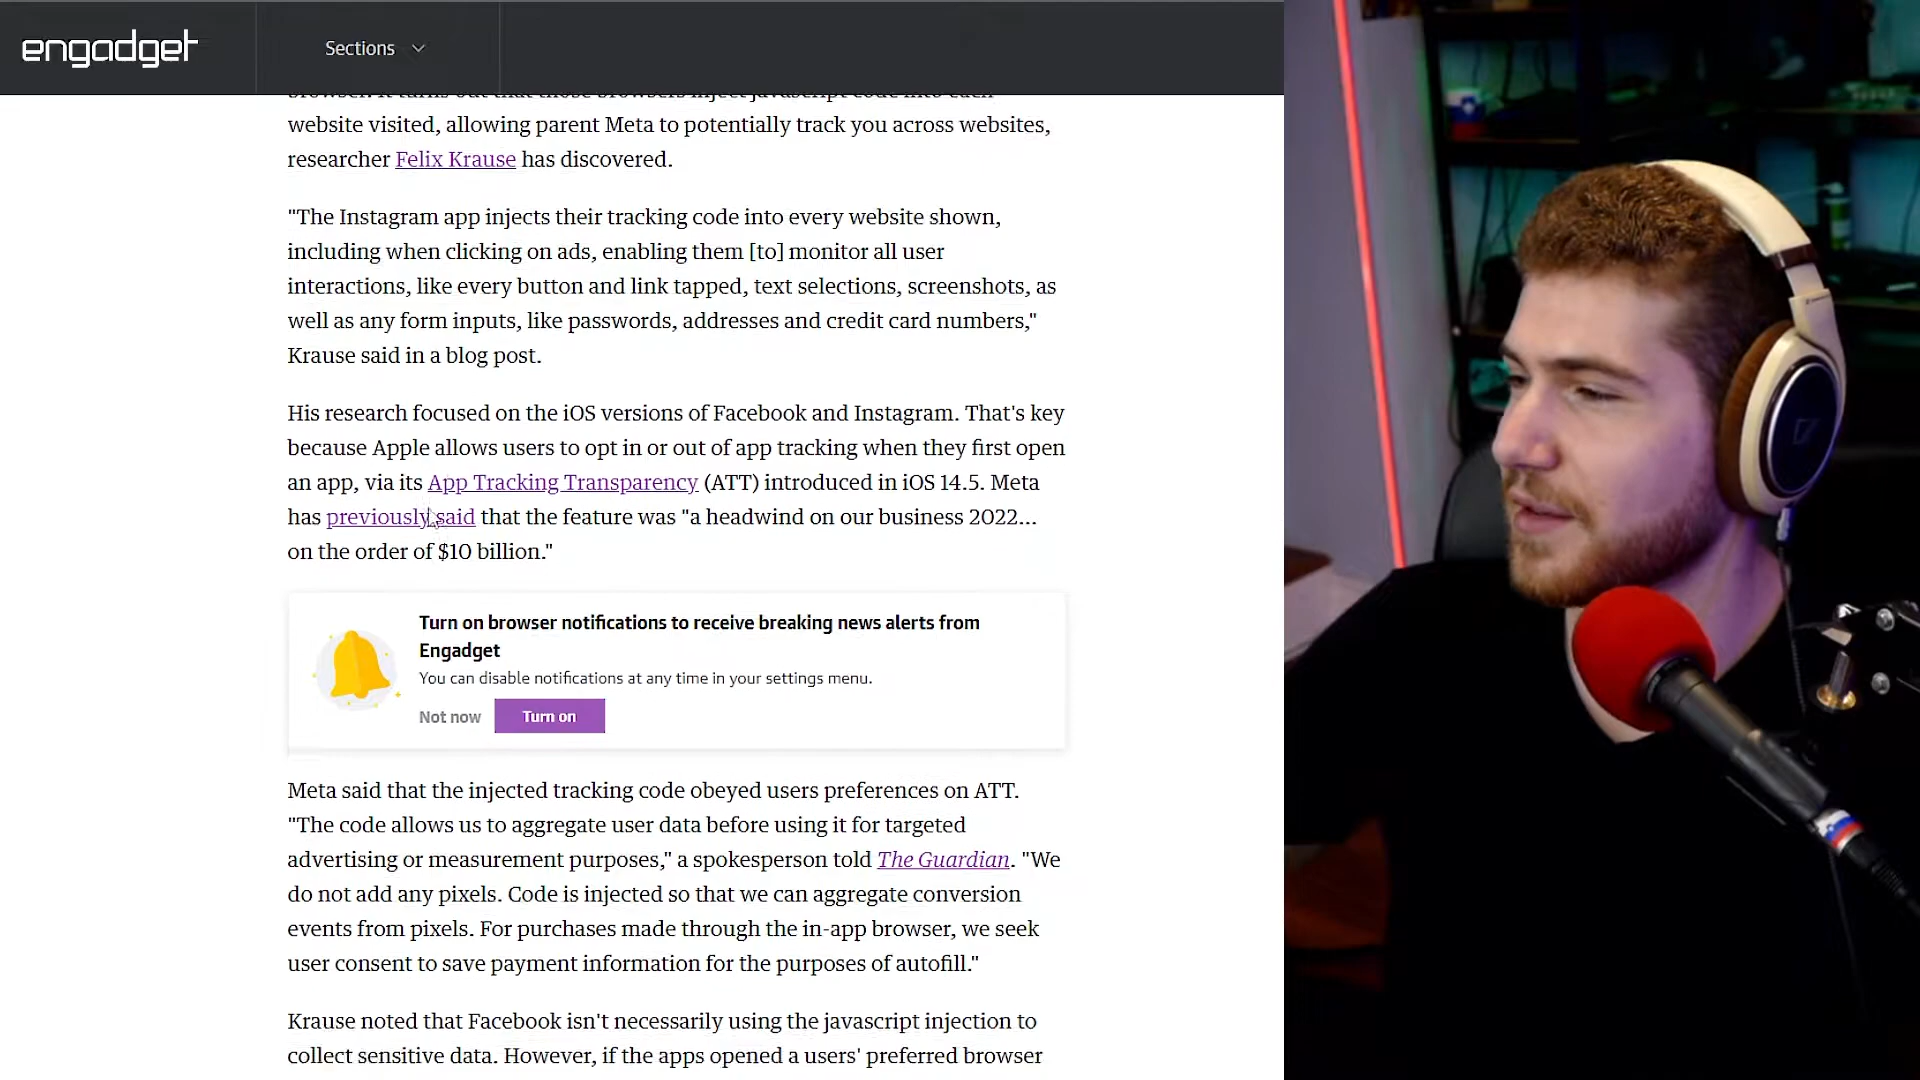 engadget
Sections
browser. It turns out that those browsers inject javascript code into each
website visited, allowing parent Meta to potentially track you across websites,
researcher Felix Krause has discovered.
"The Instagram app injects their tracking code into every website shown,
including when clicking on ads, enabling them [to] monitor all user
interactions, like every button and link tapped, text selections, screenshots, as
well as any form inputs, like passwords, addresses and credit card numbers,"
Krause said in a blog post.
His research focused on the iOS versions of Facebook and Instagram. That's key
because Apple allows users to opt in or out of app tracking when they first open
an app, via its App Tracking Transparency (ATT) introduced in iOS 14.5. Meta
has previously said that the feature was "a headwind on our business 2022...
on the order of $10 billion."
Turn on browser notifications to receive breaking news alerts from
Engadget
You can disable notifications at any time in your settings menu.
Not now
Turn on
Meta said that the injected tracking code obeyed users preferences on ATT.
"The code allows us to aggregate user data before using it for targeted
advertising or measurement purposes," a spokesperson told The Guardian. "We
do not add any pixels. Code is injected so that we can aggregate conversion
events from pixels. For purchases made through the in-app browser, we seek
user consent to save payment information for the purposes of autofill."
Krause noted that Facebook isn't necessarily using the javascript injection to
collect sensitive data. However, if the apps opened a users' preferred browser